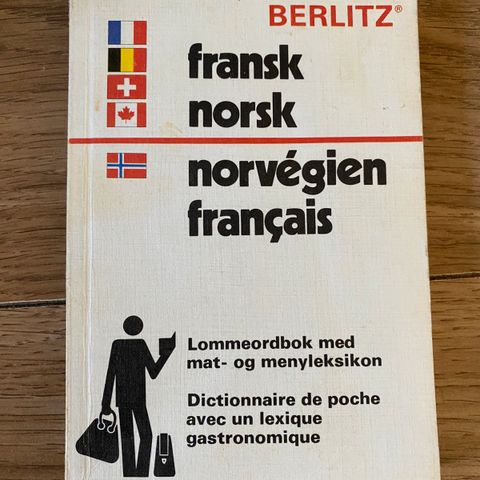 BERLITZ®
fransk
norsk
norvégien
français
Lommeordbok med
mat- og menyleksikon
Dictionnaire de poche
avec un lexique
gastronomique